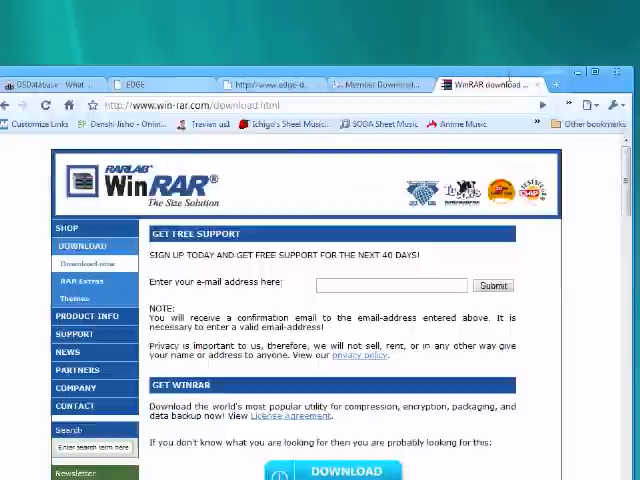 DSDatabase - What ...
EDGE
http://www.edge-d...
Member Download...
WinRAR download ...
http://www.win-rar.com/download.html
Customize Links
Denshi Jisho - Onlin...
Travian us1
Ichigo's Sheet Music...
SODA Sheet Music
Anime Music
Other bookmarks
RARLAB
WinRAR®
The Size Solution
SHOP
DOWNLOAD
Download area
RAR Extras
Themes
PRODUCT INFO
SUPPORT
NEWS
PARTNERS
COMPANY
CONTACT
Search
Enter search term here
Newsletter
GET FREE SUPPORT
SIGN UP TODAY AND GET FREE SUPPORT FOR THE NEXT 40 DAYS!
Enter your e-mail address here:
Submit
NOTE:
You will receive a confirmation email to the email-address entered above. It is
necessary to enter a valid email-address!
Privacy is important to us, therefore, we will not sell, rent, or in any other way give
your name or address to anyone. View our privacy policy.
GET WINRAR
Download the world's most popular utility for compression, encryption, packaging, and
data backup now! View License Agreement.
If you don't know what you are looking for then you are probably looking for this:
DOWNLOAD